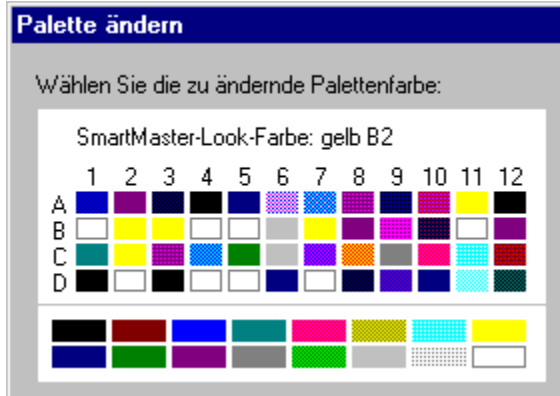 Palette ändern
Wählen Sie die zu ändernde Palettenfarbe:
SmartMaster-Look-Farbe: gelb B2
1 2 3 4 5 6 7 8 9 10 11 12
A
B
C
D